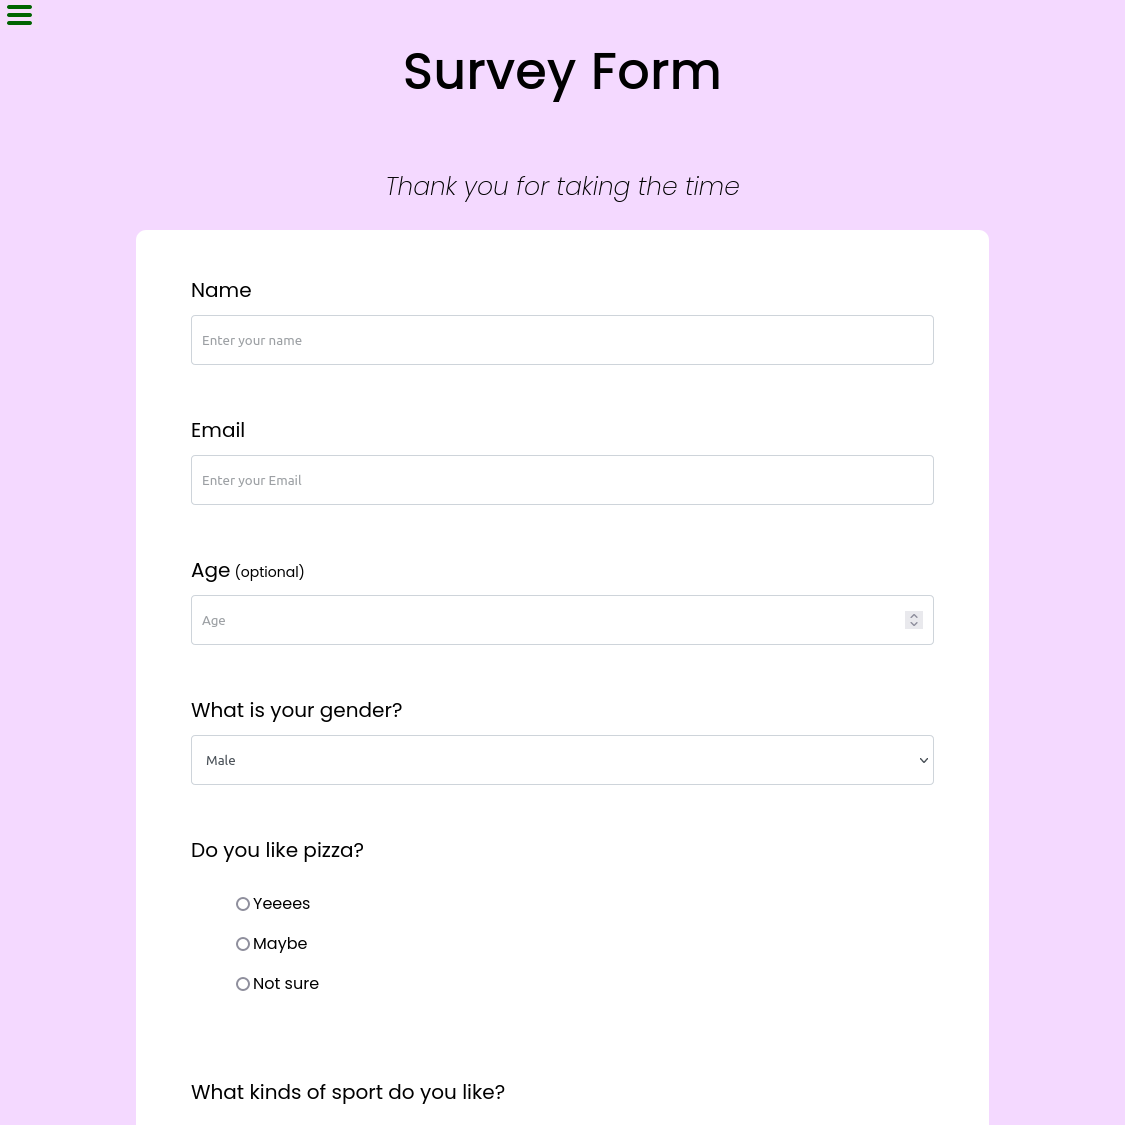 Survey Form
Thank you for taking the time
Name
Enter your name
Email
Enter your Email
Age (optional)
Age
What is your gender?
Male
Do you like pizza?
Yeeees
Maybe
Not sure
What kinds of sport do you like?